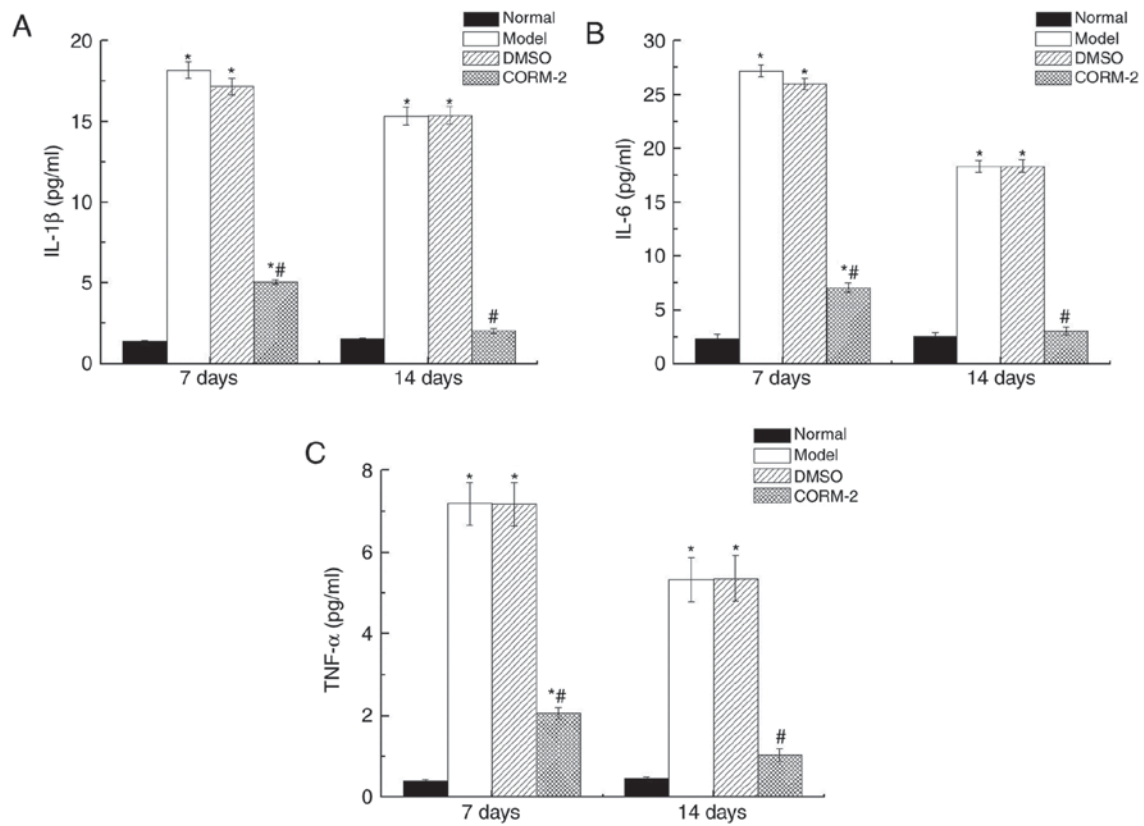 A
Normal
Model
DMSO
CORM-2
20
15
10
5
0
IL-1β (pg/ml)
* *
*#
* *
#
7 days 14 days
B
Normal
Model
DMSO
CORM-2
30
25
20
15
10
5
0
IL-6 (pg/ml)
* *
*#
* *
#
7 days 14 days
C
Normal
Model
DMSO
CORM-2
8
6
4
2
0
TNF-α (pg/ml)
* *
*#
* *
#
7 days 14 days